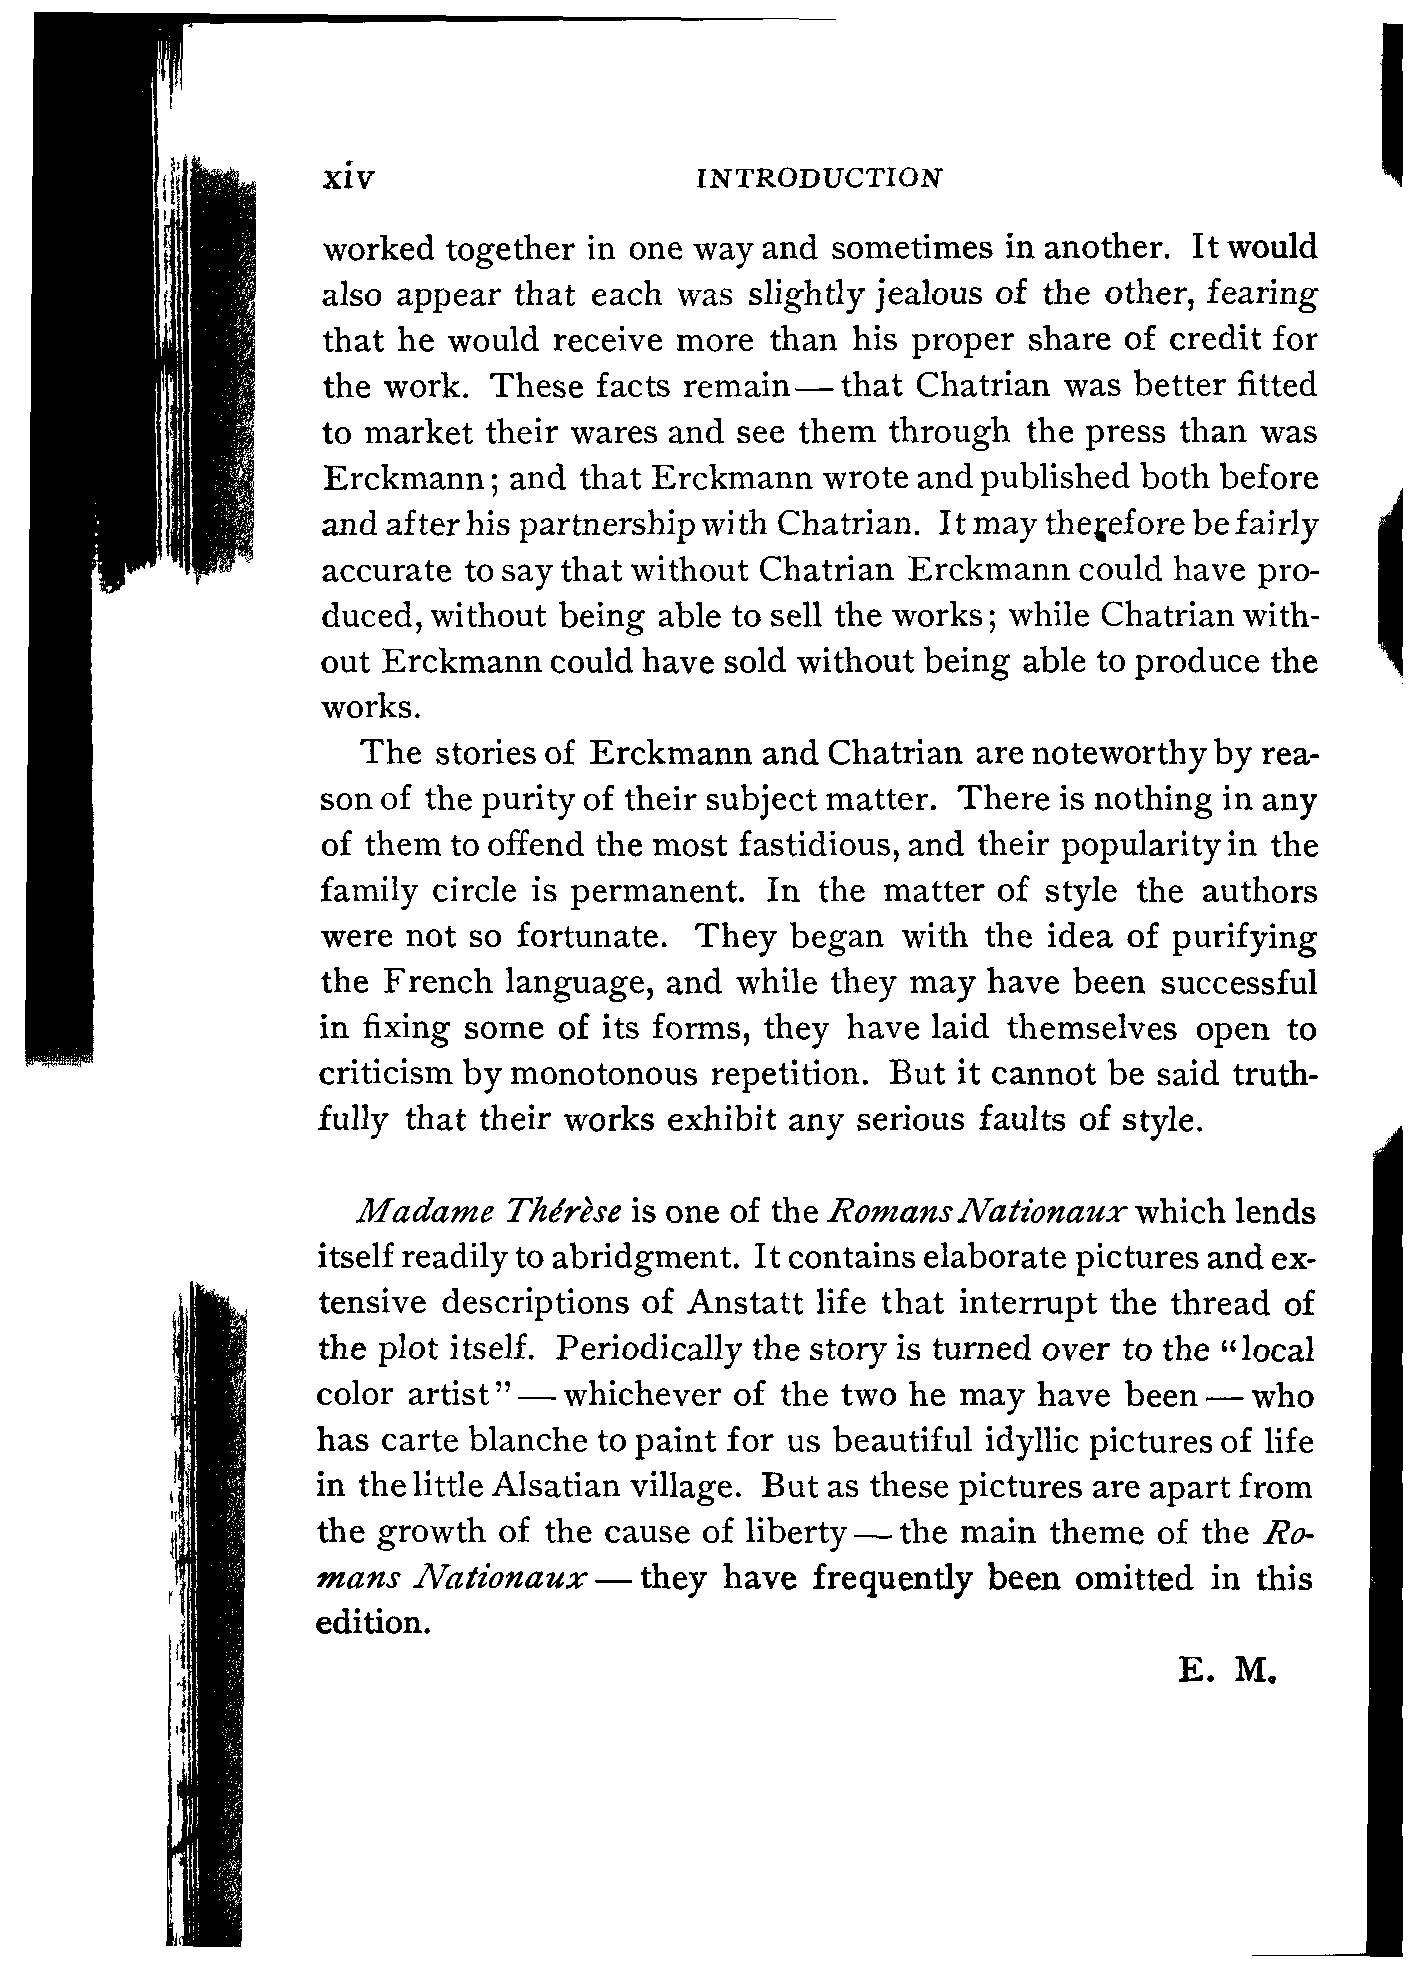 xiv INTRODUCTION
worked together in one way and sometimes in another. It would
also appear that each was slightly jealous of the other, fearing
that he would receive more than his proper share of credit for
the work. These facts remain—that Chatrian was better fitted
to market their wares and see them through the press than was
Erckmann; and that Erckmann wrote and published both before
and after his partnership with Chatrian. It may therefore be fairly
accurate to say that without Chatrian Erckmann could have pro-
duced, without being able to sell the works; while Chatrian with-
out Erckmann could have sold without being able to produce the
works.
The stories of Erckmann and Chatrian are noteworthy by rea-
son of the purity of their subject matter. There is nothing in any
of them to offend the most fastidious, and their popularity in the
family circle is permanent. In the matter of style the authors
were not so fortunate. They began with the idea of purifying
the French language, and while they may have been successful
in fixing some of its forms, they have laid themselves open to
criticism by monotonous repetition. But it cannot be said truth-
fully that their works exhibit any serious faults of style.
Madame Thérèse is one of the Romans Nationaux which lends
itself readily to abridgment. It contains elaborate pictures and ex-
tensive descriptions of Anstatt life that interrupt the thread of
the plot itself. Periodically the story is turned over to the "local
color artist"—whichever of the two he may have been—who
has carte blanche to paint for us beautiful idyllic pictures of life
in the little Alsatian village. But as these pictures are apart from
the growth of the cause of liberty—the main theme of the Ro-
mans Nationaux—they have frequently been omitted in this
edition.
E. M.